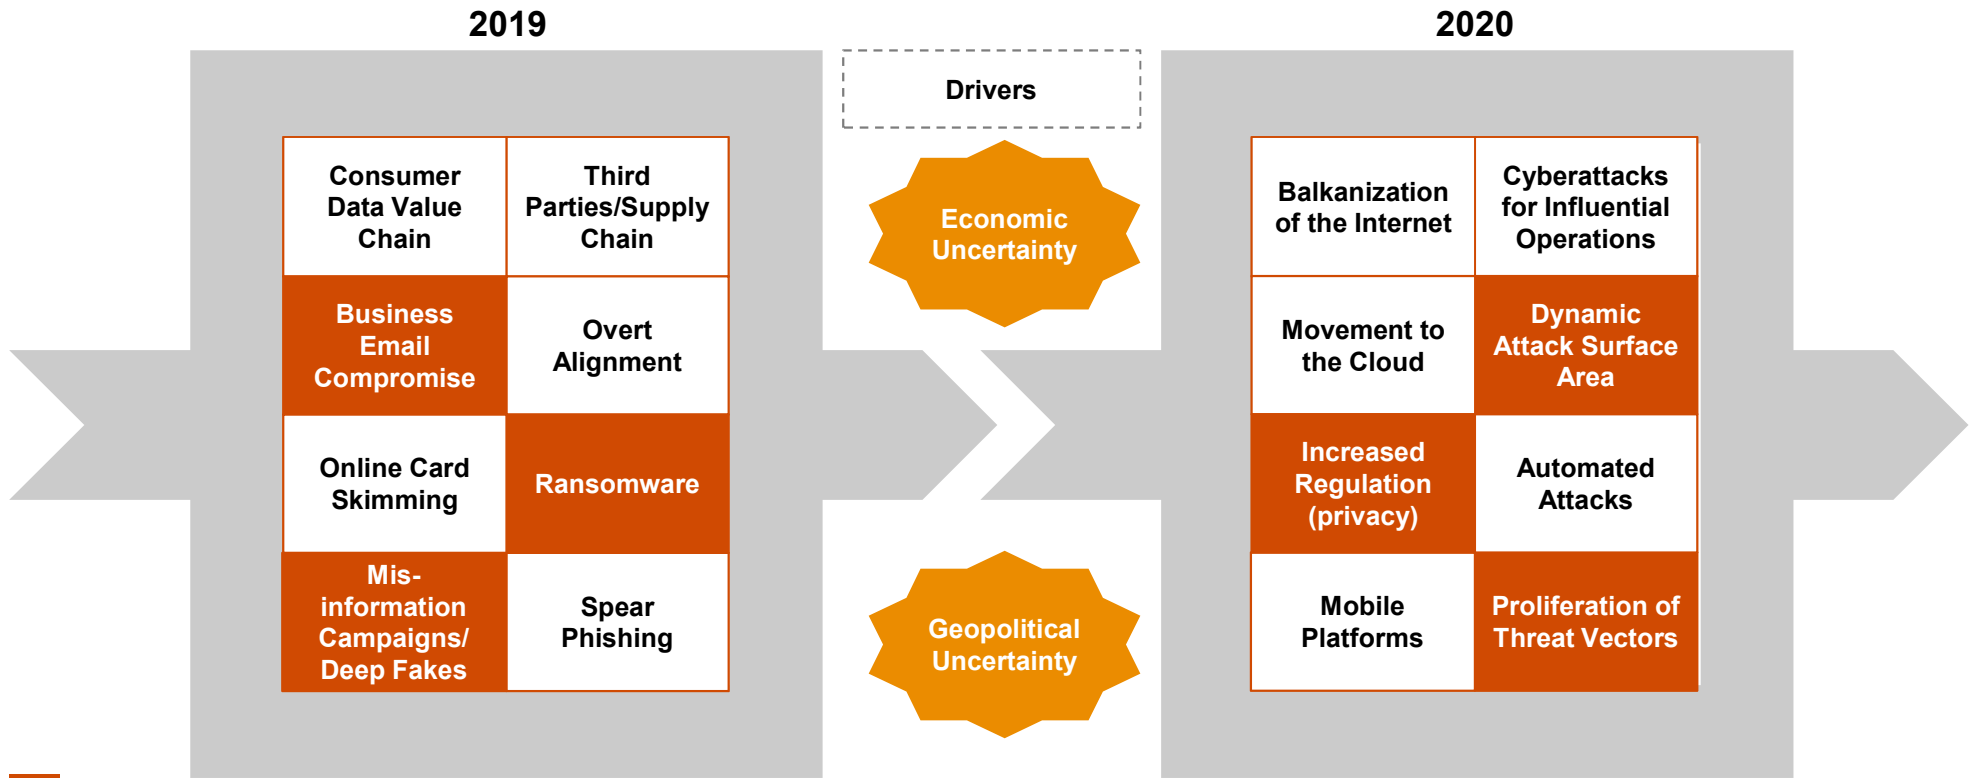 2019
2020
Drivers
Consumer
Data Value
Chain
Third
Parties/Supply
Chain
Business
Email
Compromise
Overt
Alignment
Online Card
Skimming
Ransomware
Mis-
information
Campaigns/
Deep Fakes
Spear
Phishing
Economic
Uncertainty
Geopolitical
Uncertainty
Balkanization
of the Internet
Cyberattacks
for Influential
Operations
Movement to
the Cloud
Dynamic
Attack Surface
Area
Increased
Regulation
(privacy)
Automated
Attacks
Mobile
Platforms
Proliferation of
Threat Vectors